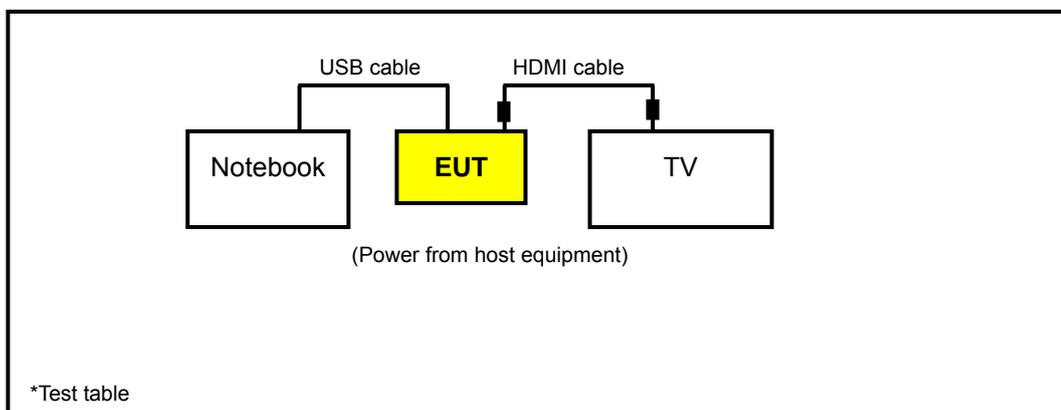 USB cable
HDMI cable
Notebook
EUT
TV
(Power from host equipment)
*Test table